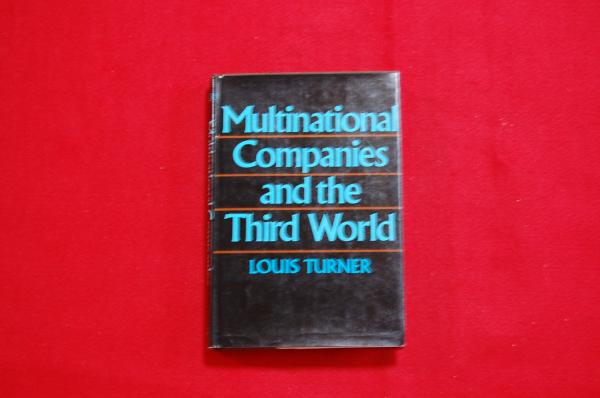 Multinational
Companies
and the
Third World
LOUIS TURNER